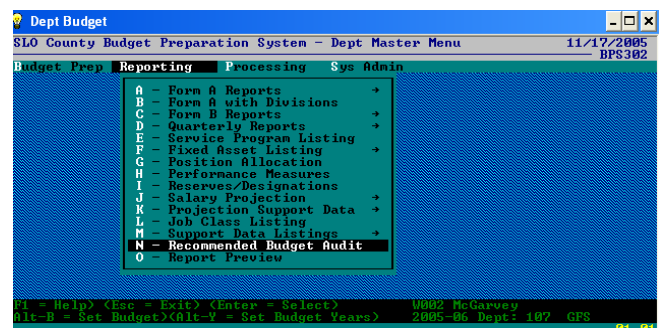 Dept Budget
SLO County Budget Preparation System - Dept Master Menu 11/17/2005
BPS302
Budget Prep Reporting Processing Sys Admin
A - Form A Reports →
B - Form A with Divisions
C - Form B Reports →
D - Quarterly Reports →
E - Service Program Listing
F - Fixed Asset Listing →
G - Position Allocation
H - Performance Measures
I - Reserves/Designations
J - Salary Projection →
K - Projection Support Data →
L - Job Class Listing
M - Support Data Listings →
N - Recommended Budget Audit
O - Report Preview
F1 = Help> <Esc = Exit> <Enter = Select> W002 McGarvey
Alt-B = Set Budget><Alt-Y = Set Budget Years> 2005-06 Dept: 107 GFS
01,01